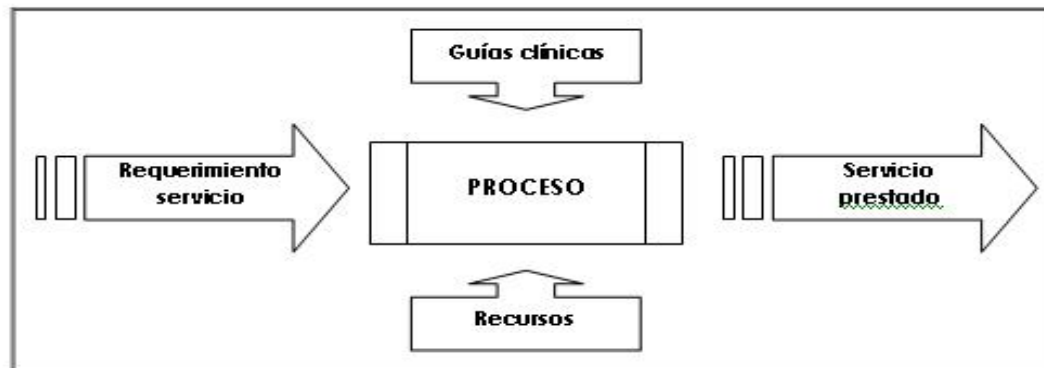 Guías clínicas
Requerimiento
servicio
PROCESO
Servicio
prestado
Recursos